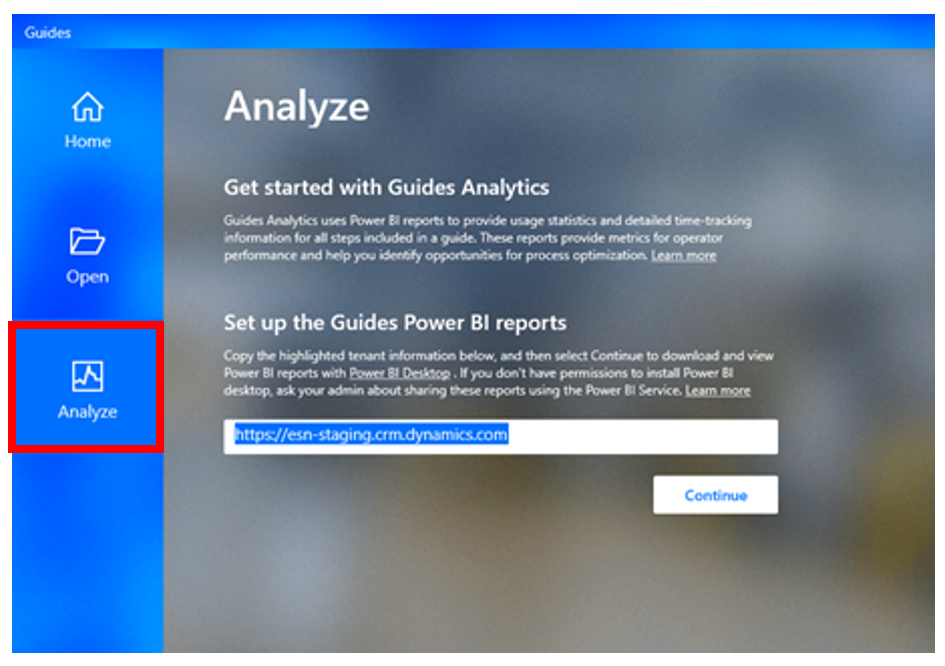 Guides
Home
Open
Analyze
Analyze
Get started with Guides Analytics
Guides Analytics uses Power BI reports to provide usage statistics and detailed time-tracking
information for all steps included in a guide. These reports provide metrics for operator
performance and help you identify opportunities for process optimization. Learn more
Set up the Guides Power BI reports
Copy the highlighted tenant information below, and then select Continue to download and view
Power BI reports with Power BI Desktop . If you don't have permissions to install Power BI
desktop, ask your admin about sharing these reports using the Power BI Service. Learn more
https://esn-staging.crm.dynamics.com
Continue